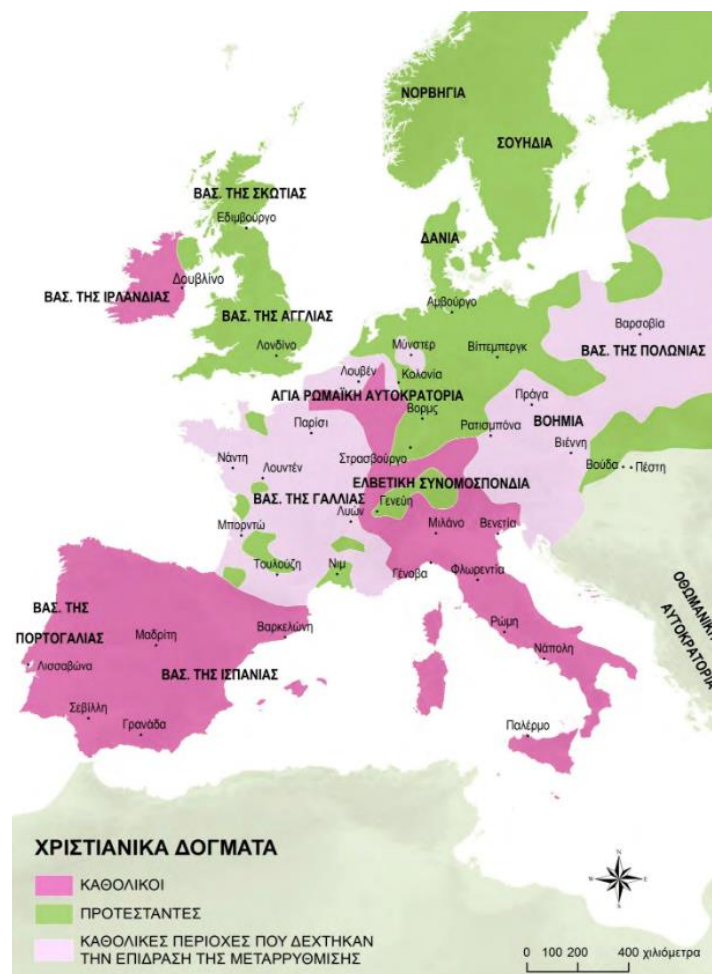 ΝΟΡΒΗΓΙΑ
ΣΟΥΗΔΙΑ
ΒΑΣ. ΤΗΣ ΣΚΩΤΙΑΣ
Εδιμβούργο
ΔΑΝΙΑ
Δουβλίνο
ΒΑΣ. ΤΗΣ ΙΡΛΑΝΔΙΑΣ
Αμβούργο
ΒΑΣ. ΤΗΣ ΑΓΓΛΙΑΣ
Βαρσοβία
Λονδίνο
Μύνστερ
Βίπεμπεργκ
ΒΑΣ. ΤΗΣ ΠΟΛΩΝΙΑΣ
Λουβέν
Κολονία
ΑΓΙΑ ΡΩΜΑΪΚΗ ΑΥΤΟΚΡΑΤΟΡΙΑ
Πράγα
Βορμς
ΒΟΗΜΙΑ
Παρίσι
Ρατισμπόνα
Βιέννη
Στρασβούργο
Νάντη
Λουντέν
Βούδα
Πέστη
ΕΛΒΕΤΙΚΗ ΣΥΝΟΜΟΣΠΟΝΔΙΑ
ΒΑΣ. ΤΗΣ ΓΑΛΛΙΑΣ
Γενεύη
Λυών
Μπορντώ
Μιλάνο
Βενετία
Τουλούζη
Νιμ
Γένοβα
Φλωρεντία
ΟΘΩΜΑΝΙΚΗ
ΑΥΤΟΚΡΑΤΟΡΙΑ
ΒΑΣ. ΤΗΣ
ΠΟΡΤΟΓΑΛΙΑΣ
Βαρκελώνη
Ρώμη
Μαδρίτη
Νάπολη
Λισσαβώνα
ΒΑΣ. ΤΗΣ ΙΣΠΑΝΙΑΣ
Σεβίλλη
Γρανάδα
Παλέρμο
ΧΡΙΣΤΙΑΝΙΚΑ ΔΟΓΜΑΤΑ
ΚΑΘΟΛΙΚΟΙ
ΠΡΟΤΕΣΤΑΝΤΕΣ
ΚΑΘΟΛΙΚΕΣ ΠΕΡΙΟΧΕΣ ΠΟΥ ΔΕΧΤΗΚΑΝ
ΤΗΝ ΕΠΙΔΡΑΣΗ ΤΗΣ ΜΕΤΑΡΡΥΘΜΙΣΗΣ
N
W E
S
0 100 200 400 χιλιόμετρα